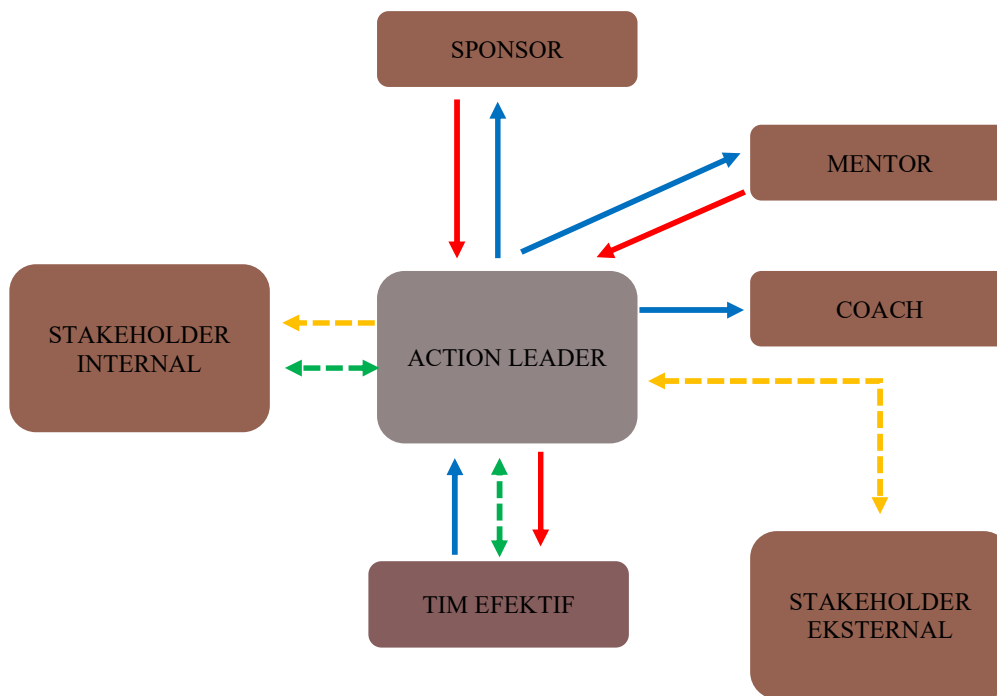 SPONSOR
MENTOR
COACH
STAKEHOLDER
INTERNAL
ACTION LEADER
TIM EFEKTIF
STAKEHOLDER
EKSTERNAL